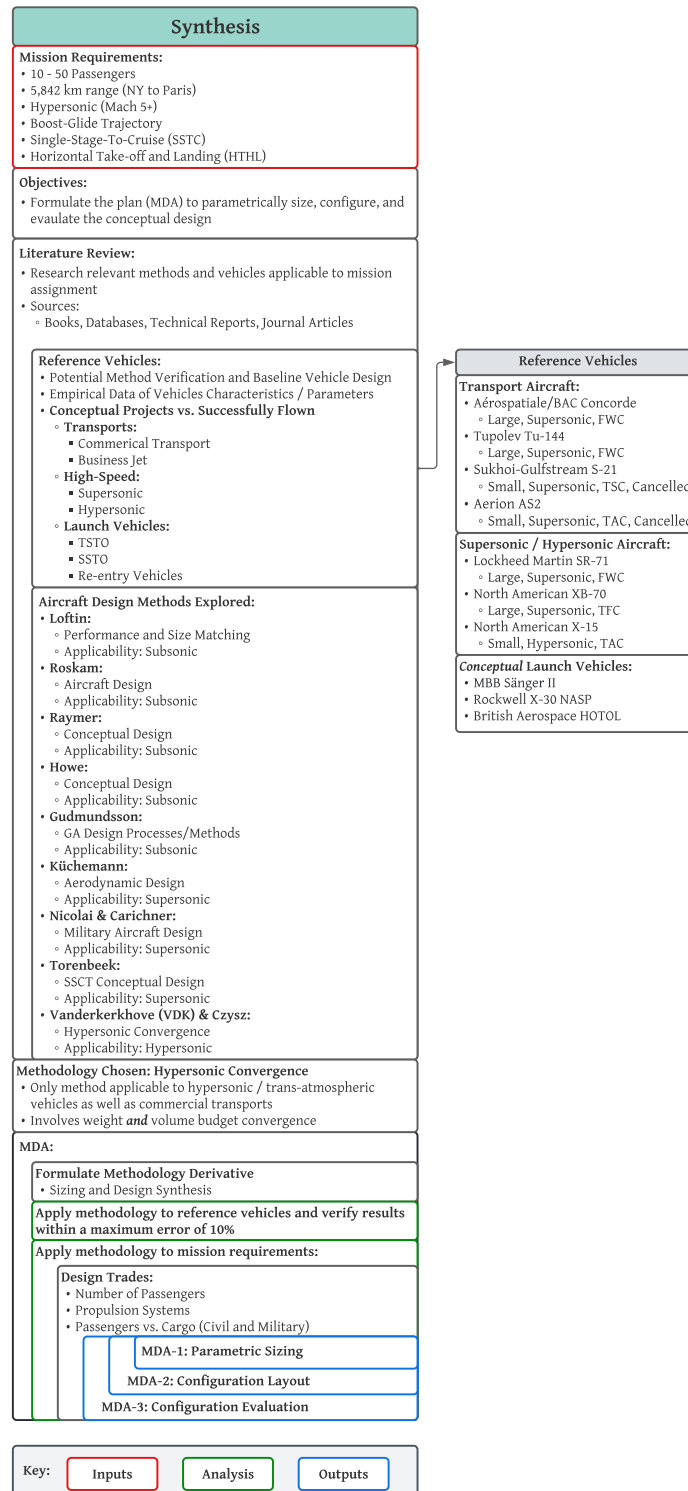 Synthesis
Mission Requirements:
• 10 - 50 Passengers
• 5,842 km range (NY to Paris)
• Hypersonic (Mach 5+)
• Boost-Glide Trajectory
• Single-Stage-To-Cruise (SSTC)
• Horizontal Take-off and Landing (HTHL)
Objectives:
• Formulate the plan (MDA) to parametrically size, configure, and
evaulate the conceptual design
Literature Review:
• Research relevant methods and vehicles applicable to mission
assignment
• Sources:
◦ Books, Databases, Technical Reports, Journal Articles
Reference Vehicles:
• Potential Method Verification and Baseline Vehicle Design
• Empirical Data of Vehicles Characteristics / Parameters
• Conceptual Projects vs. Successfully Flown
◦ Transports:
▪ Commerical Transport
▪ Business Jet
◦ High-Speed:
▪ Supersonic
▪ Hypersonic
◦ Launch Vehicles:
▪ TSTO
▪ SSTO
▪ Re-entry Vehicles
Aircraft Design Methods Explored:
• Loftin:
◦ Performance and Size Matching
◦ Applicability: Subsonic
• Roskam:
◦ Aircraft Design
◦ Applicability: Subsonic
• Raymer:
◦ Conceptual Design
◦ Applicability: Subsonic
• Howe:
◦ Conceptual Design
◦ Applicability: Subsonic
• Gudmundsson:
◦ GA Design Processes/Methods
◦ Applicability: Subsonic
• Küchemann:
◦ Aerodynamic Design
◦ Applicability: Supersonic
• Nicolai & Carichner:
◦ Military Aircraft Design
◦ Applicability: Supersonic
• Torenbeek:
◦ SSCT Conceptual Design
◦ Applicability: Supersonic
• Vanderkerkhove (VDK) & Czysz:
◦ Hypersonic Convergence
◦ Applicability: Hypersonic
Methodology Chosen: Hypersonic Convergence
• Only method applicable to hypersonic / trans-atmospheric
vehicles as well as commercial transports
• Involves weight and volume budget convergence
MDA:
Formulate Methodology Derivative
• Sizing and Design Synthesis
Apply methodology to reference vehicles and verify results
within a maximum error of 10%
Apply methodology to mission requirements:
Design Trades:
• Number of Passengers
• Propulsion Systems
• Passengers vs. Cargo (Civil and Military)
MDA-1: Parametric Sizing
MDA-2: Configuration Layout
MDA-3: Configuration Evaluation
Key:
Inputs
Analysis
Outputs
Reference Vehicles
Transport Aircraft:
• Aérospatiale/BAC Concorde
◦ Large, Supersonic, FWC
• Tupolev Tu-144
◦ Large, Supersonic, FWC
• Sukhoi-Gulfstream S-21
◦ Small, Supersonic, TSC, Cancelled
• Aerion AS2
◦ Small, Supersonic, TAC, Cancelled
Supersonic / Hypersonic Aircraft:
• Lockheed Martin SR-71
◦ Large, Supersonic, FWC
• North American XB-70
◦ Large, Supersonic, TFC
• North American X-15
◦ Small, Hypersonic, TAC
Conceptual Launch Vehicles:
• MBB Sänger II
• Rockwell X-30 NASP
• British Aerospace HOTOL